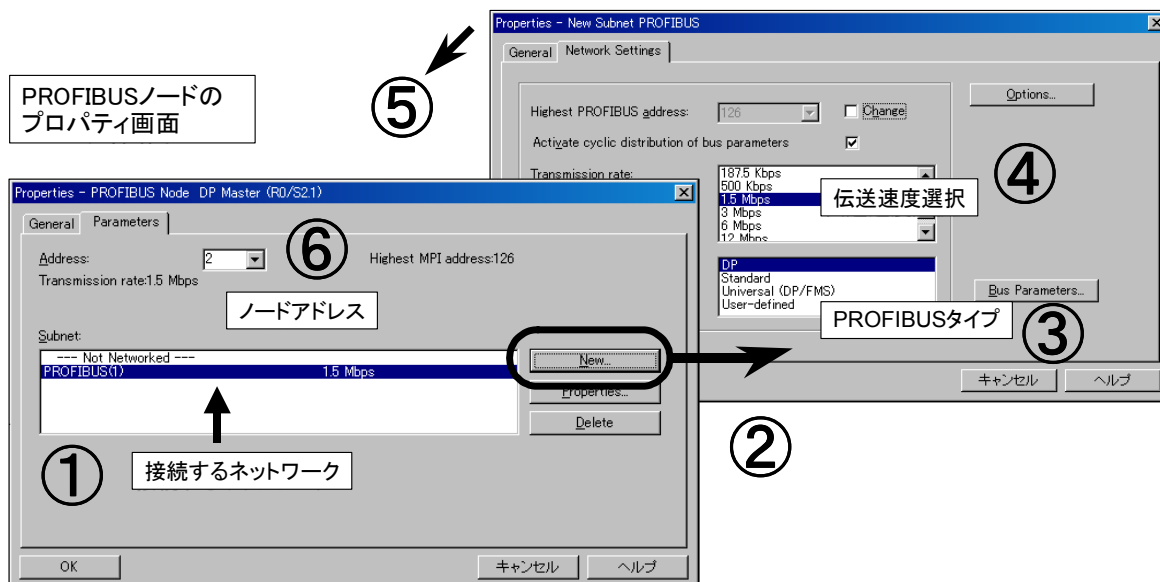 PROFIBUSノードの
プロパティ画面
⑤
Properties - New Subnet PROFIBUS
General
Network Settings
Highest PROFIBUS address:
126
Change
Options...
Activate cyclic distribution of bus parameters
Transmission rate:
187.5 Kbps
500 Kbps
1.5 Mbps
3 Mbps
6 Mbps
12 Mbps
伝送速度選択
④
DP
Standard
Universal (DP/FMS)
User-defined
Bus Parameters...
PROFIBUSタイプ
③
キャンセル
ヘルプ
②
Properties - PROFIBUS Node DP Master (R0/S2.1)
General
Parameters
Address:
2
⑥
Highest MPI address:126
Transmission rate:1.5 Mbps
ノードアドレス
Subnet:
--- Not Networked ---
PROFIBUS(1) 1.5 Mbps
New...
Properties...
Delete
①
接続するネットワーク
OK
キャンセル
ヘルプ